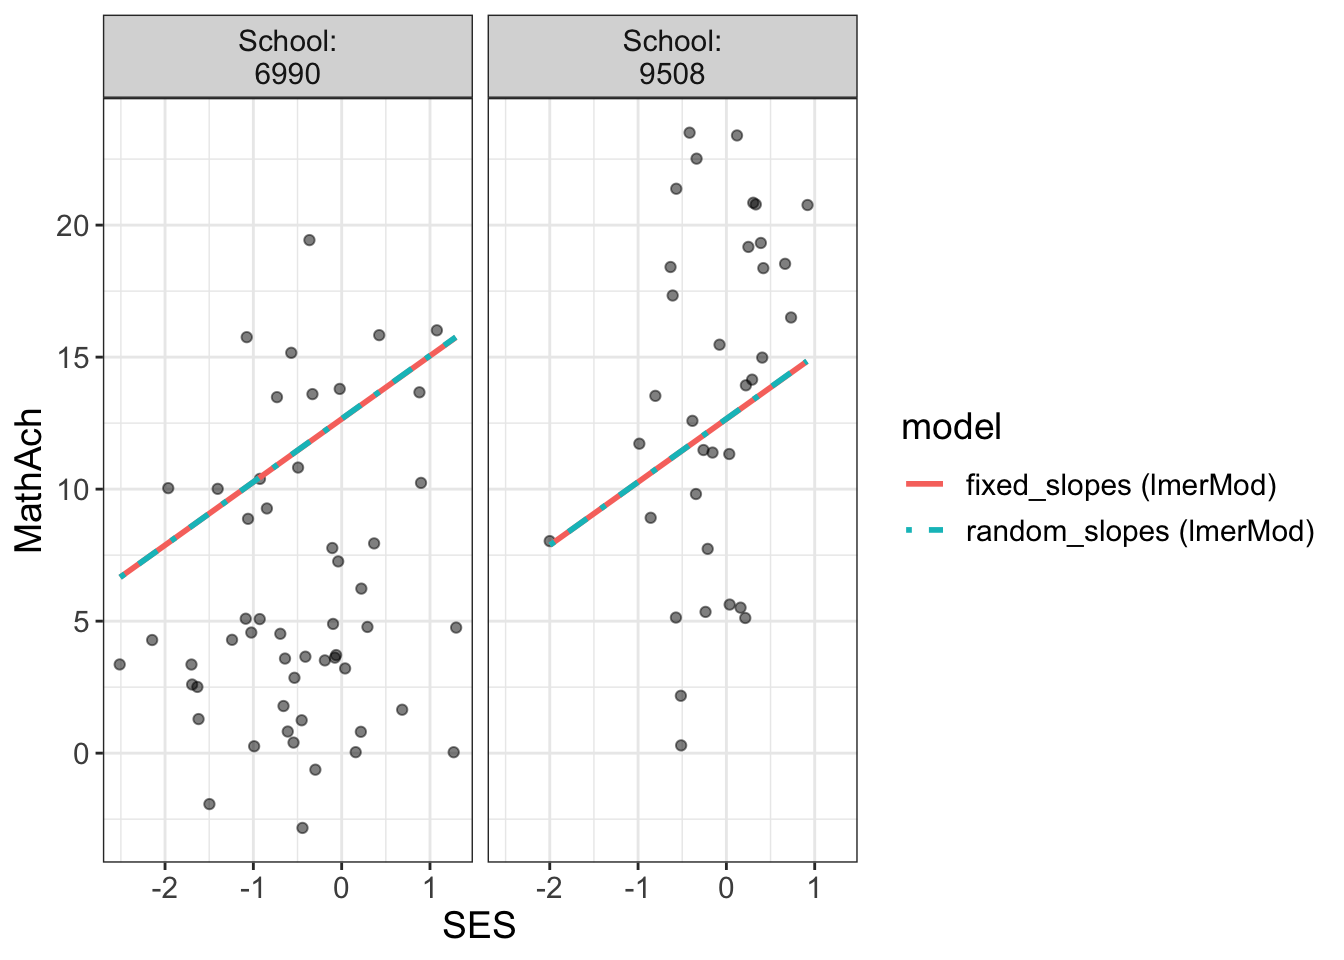 School:
6990
School:
9508
MathAch
20
15
10
5
0
-2 -1 0 1
-2 -1 0 1
SES
model
fixed_slopes (lmerMod)
random_slopes (lmerMod)